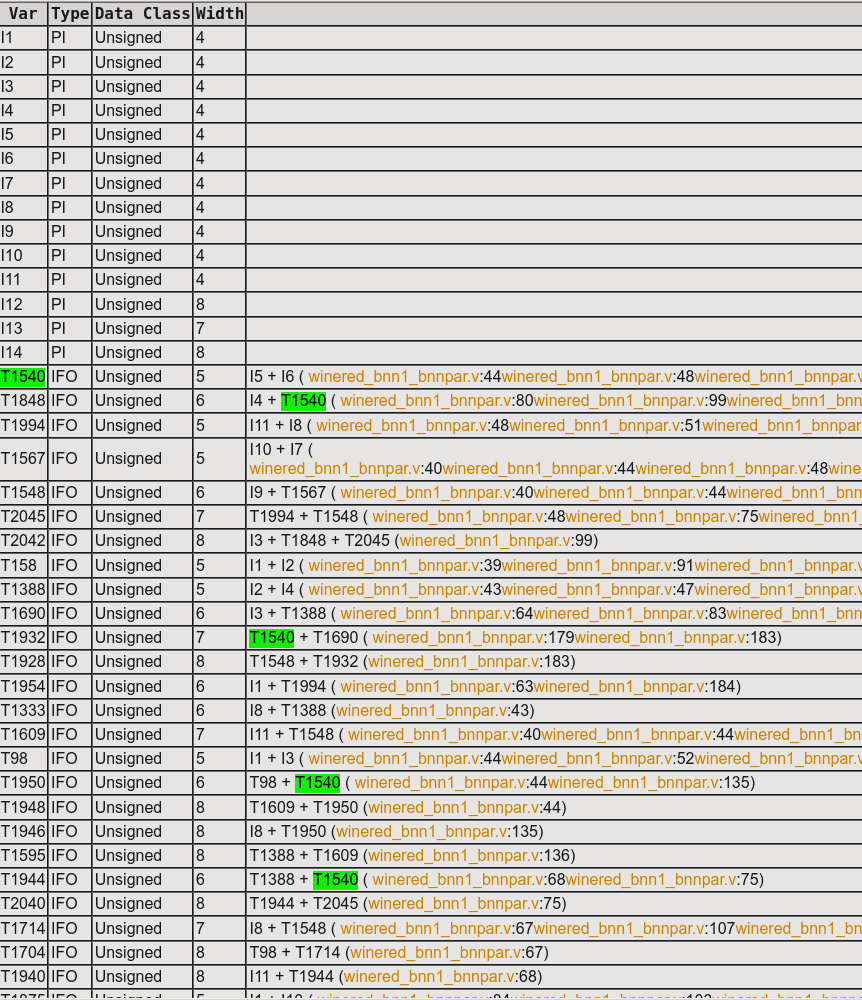 Var Type Data Class Width
I1 PI Unsigned 4
I2 PI Unsigned 4
I3 PI Unsigned 4
I4 PI Unsigned 4
I5 PI Unsigned 4
I6 PI Unsigned 4
I7 PI Unsigned 4
I8 PI Unsigned 4
I9 PI Unsigned 4
I10 PI Unsigned 4
I11 PI Unsigned 4
I12 PI Unsigned 8
I13 PI Unsigned 7
I14 PI Unsigned 8
T1540 IFO Unsigned 5 I5 + I6 ( winered_bnn1_bnnpar.v:44winered_bnn1_bnnpar.v:48winered_bnn1_bnnpar.v
T1848 IFO Unsigned 6 I4 + T1540 ( winered_bnn1_bnnpar.v:80winered_bnn1_bnnpar.v:99winered_bnn1
T1994 IFO Unsigned 5 I11 + I8 ( winered_bnn1_bnnpar.v:48winered_bnn1_bnnpar.v:51winered_bnn1_bnnpar
T1567 IFO Unsigned 5 I10 + I7 (
winered_bnn1_bnnpar.v:40winered_bnn1_bnnpar.v:44winered_bnn1_bnnpar.v:48wine
T1548 IFO Unsigned 6 I9 + T1567 ( winered_bnn1_bnnpar.v:40winered_bnn1_bnnpar.v:44winered_bnn1_bnn
T2045 IFO Unsigned 7 T1994 + T1548 ( winered_bnn1_bnnpar.v:48winered_bnn1_bnnpar.v:75winered_bnn1_
T2042 IFO Unsigned 8 I3 + T1848 + T2045 (winered_bnn1_bnnpar.v:99)
T158 IFO Unsigned 5 I1 + I2 ( winered_bnn1_bnnpar.v:39winered_bnn1_bnnpar.v:91winered_bnn1_bnnpar.v
T1388 IFO Unsigned 5 I2 + I4 ( winered_bnn1_bnnpar.v:43winered_bnn1_bnnpar.v:47winered_bnn1_bnnpar.v
T1690 IFO Unsigned 6 I3 + T1388 ( winered_bnn1_bnnpar.v:64winered_bnn1_bnnpar.v:83winered_bnn1_bnn
T1932 IFO Unsigned 7 T1540 + T1690 ( winered_bnn1_bnnpar.v:179winered_bnn1_bnnpar.v:183)
T1928 IFO Unsigned 8 T1548 + T1932 (winered_bnn1_bnnpar.v:183)
T1954 IFO Unsigned 6 I1 + T1994 ( winered_bnn1_bnnpar.v:63winered_bnn1_bnnpar.v:184)
T1333 IFO Unsigned 6 I8 + T1388 (winered_bnn1_bnnpar.v:43)
T1609 IFO Unsigned 7 I11 + T1548 ( winered_bnn1_bnnpar.v:40winered_bnn1_bnnpar.v:44winered_bnn1_bn
T98 IFO Unsigned 5 I1 + I3 ( winered_bnn1_bnnpar.v:44winered_bnn1_bnnpar.v:52winered_bnn1_bnnpar.v
T1950 IFO Unsigned 6 T98 + T1540 ( winered_bnn1_bnnpar.v:44winered_bnn1_bnnpar.v:135)
T1948 IFO Unsigned 8 T1609 + T1950 (winered_bnn1_bnnpar.v:44)
T1946 IFO Unsigned 8 I8 + T1950 (winered_bnn1_bnnpar.v:135)
T1595 IFO Unsigned 8 T1388 + T1609 (winered_bnn1_bnnpar.v:136)
T1944 IFO Unsigned 6 T1388 + T1540 ( winered_bnn1_bnnpar.v:68winered_bnn1_bnnpar.v:75)
T2040 IFO Unsigned 8 T1944 + T2045 (winered_bnn1_bnnpar.v:75)
T1714 IFO Unsigned 7 I8 + T1548 ( winered_bnn1_bnnpar.v:67winered_bnn1_bnnpar.v:107winered_bnn1_bn
T1704 IFO Unsigned 8 T98 + T1714 (winered_bnn1_bnnpar.v:67)
T1940 IFO Unsigned 8 I11 + T1944 (winered_bnn1_bnnpar.v:68)